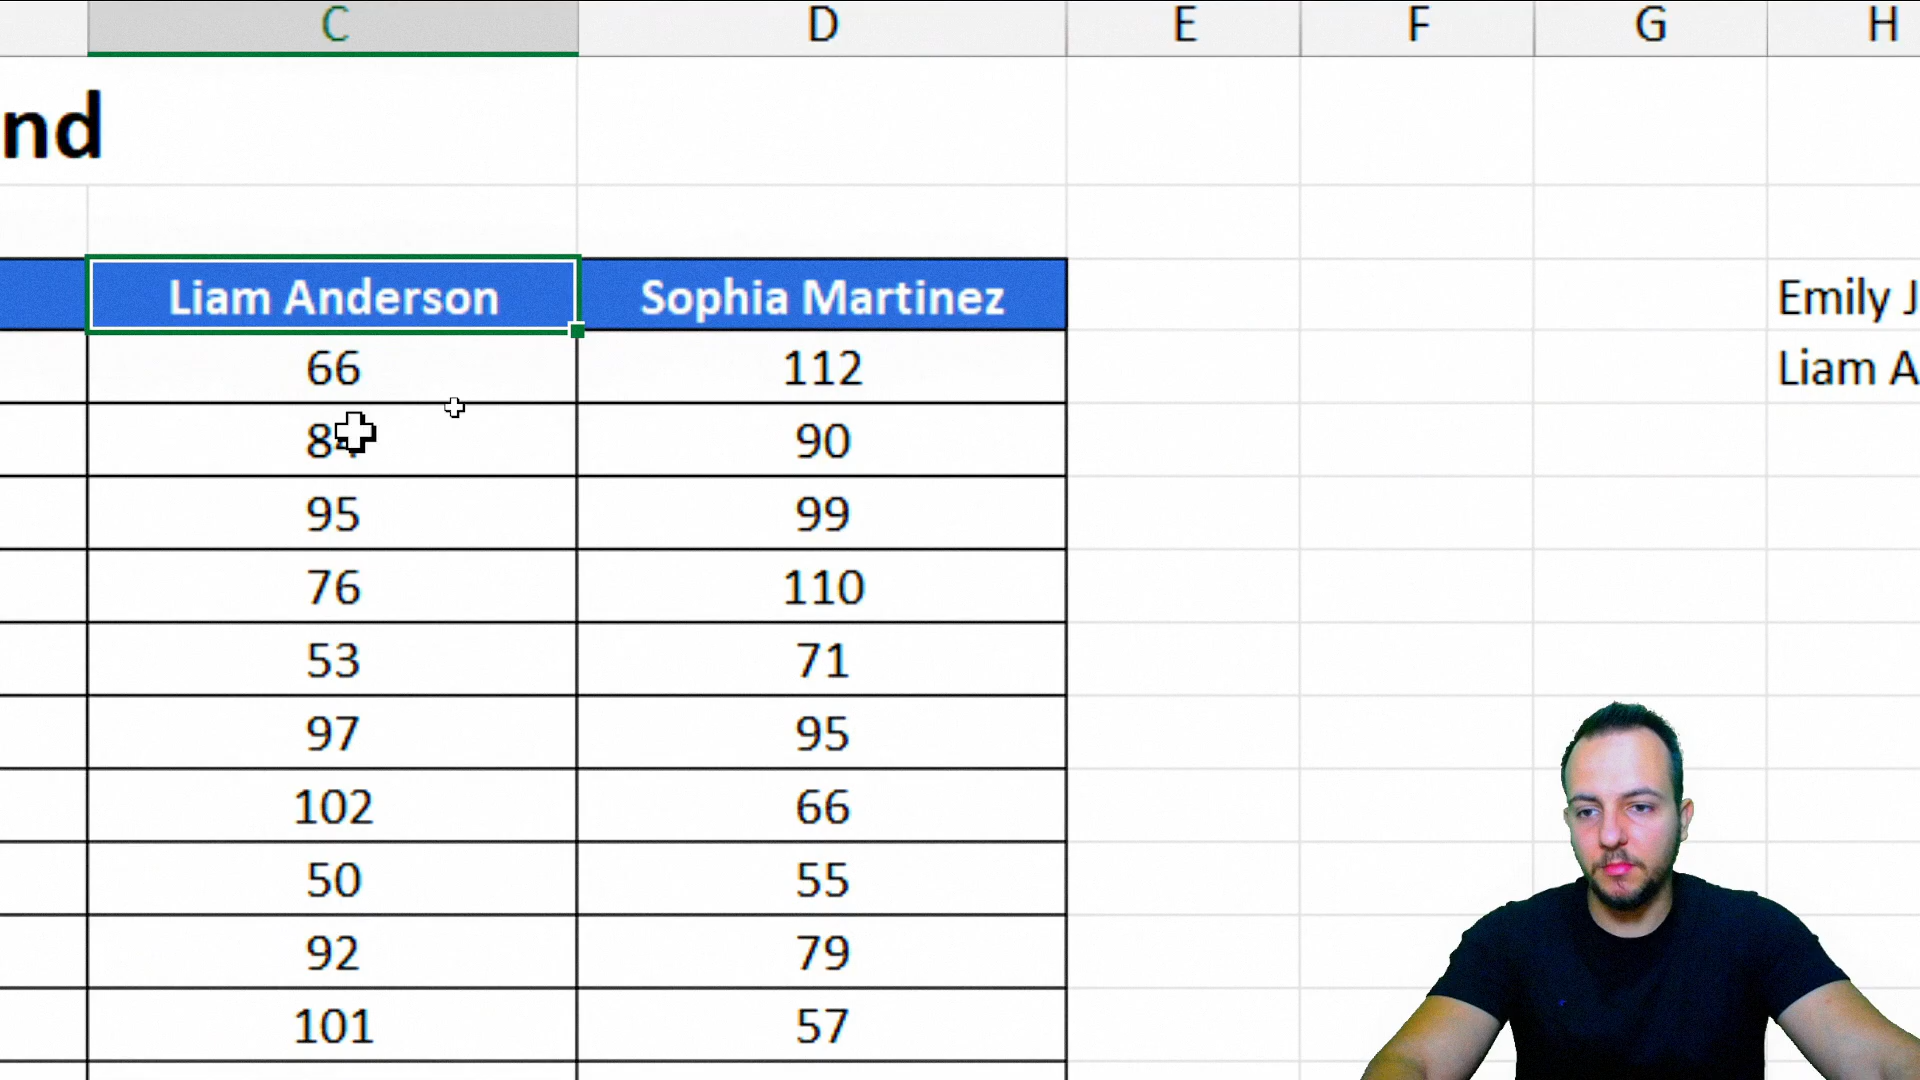 C D E F G H
nd
Liam Anderson Sophia Martinez Emily J
66 112 Liam A
90
95 99
76 110
53 71
97 95
102 66
50 55
92 79
101 57